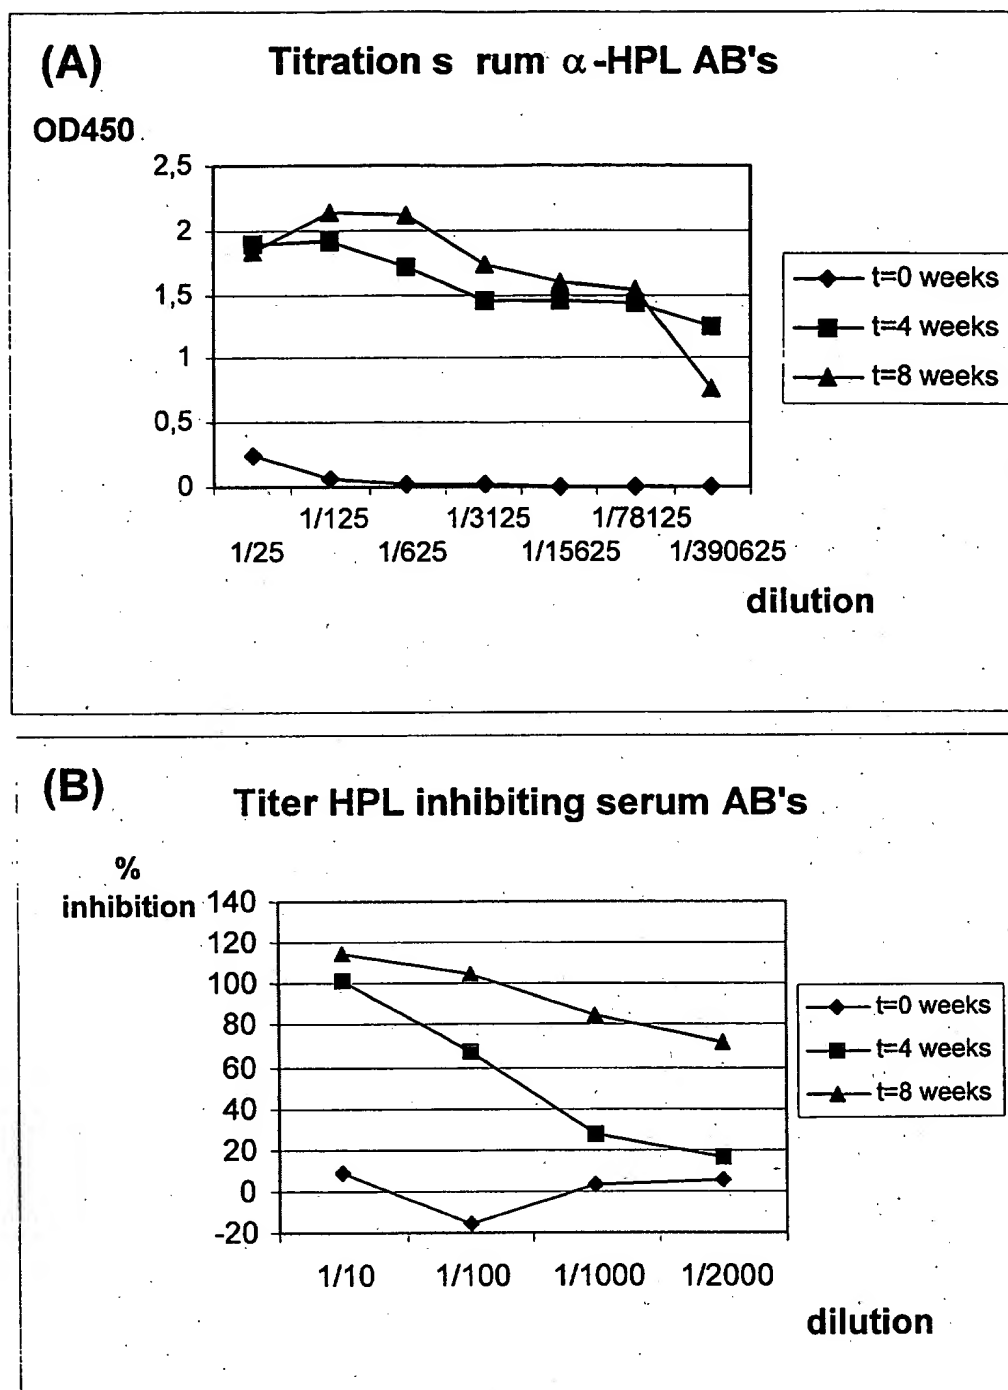 (A)
Titration s rum α-HPL AB's
OD450
2,5
2
1,5
1
0,5
0
1/125 1/3125 1/78125
1/25 1/625 1/15625 1/390625
dilution
t=0 weeks
t=4 weeks
t=8 weeks
(B)
Titer HPL inhibiting serum AB's
%
inhibition
140
120
100
80
60
40
20
0
-20
1/10 1/100 1/1000 1/2000
dilution
t=0 weeks
t=4 weeks
t=8 weeks